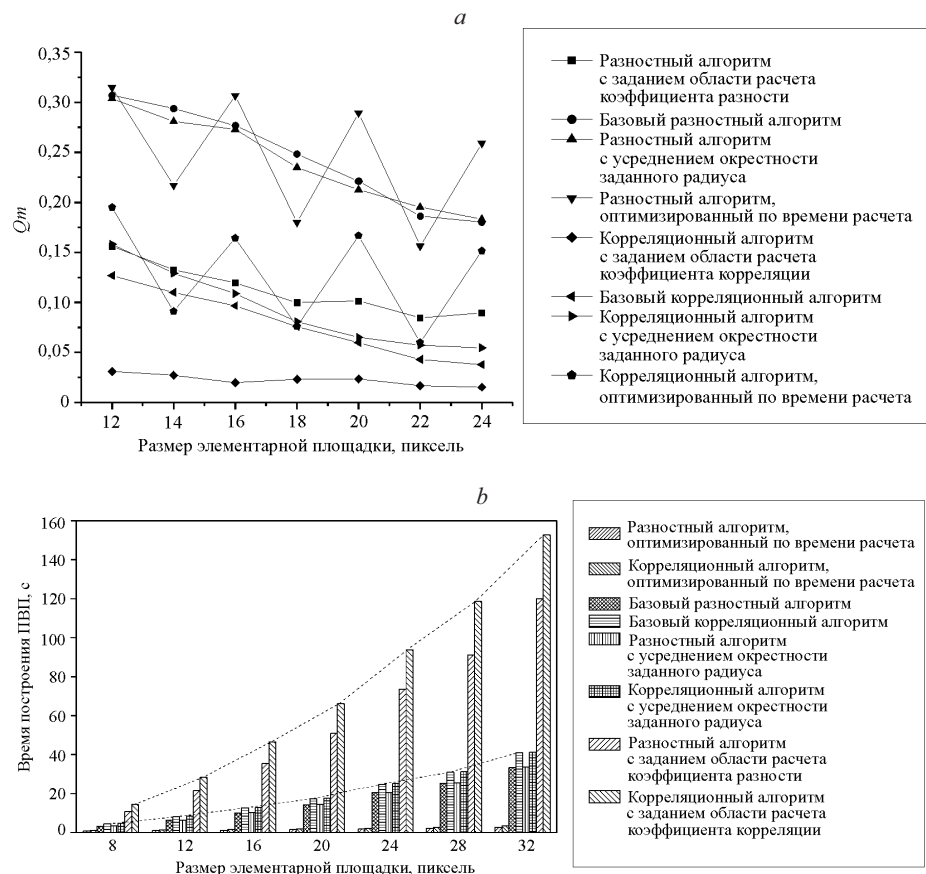 a
0,35
0,30
0,25
0,20
0,15
0,10
0,05
0
Qm
12 14 16 18 20 22 24
Размер элементарной площадки, пиксель
Разностный алгоритм
с заданием области расчета
коэффициента разности
Базовый разностный алгоритм
Разностный алгоритм
с усреднением окрестности
заданного радиуса
Разностный алгоритм,
оптимизированный по времени расчета
Корреляционный алгоритм
с заданием области расчета
коэффициента корреляции
Базовый корреляционный алгоритм
Корреляционный алгоритм
с усреднением окрестности
заданного радиуса
Корреляционный алгоритм,
оптимизированный по времени расчета
b
160
140
120
100
80
60
40
20
0
Время построения ПВП, с
8 12 16 20 24 28 32
Размер элементарной площадки, пиксель
Разностный алгоритм,
оптимизированный по времени расчета
Корреляционный алгоритм,
оптимизированный по времени расчета
Базовый разностный алгоритм
Базовый корреляционный алгоритм
Разностный алгоритм
с усреднением окрестности
заданного радиуса
Корреляционный алгоритм
с усреднением окрестности
заданного радиуса
Разностный алгоритм
с заданием области расчета
коэффициента разности
Корреляционный алгоритм
с заданием области расчета
коэффициента корреляции